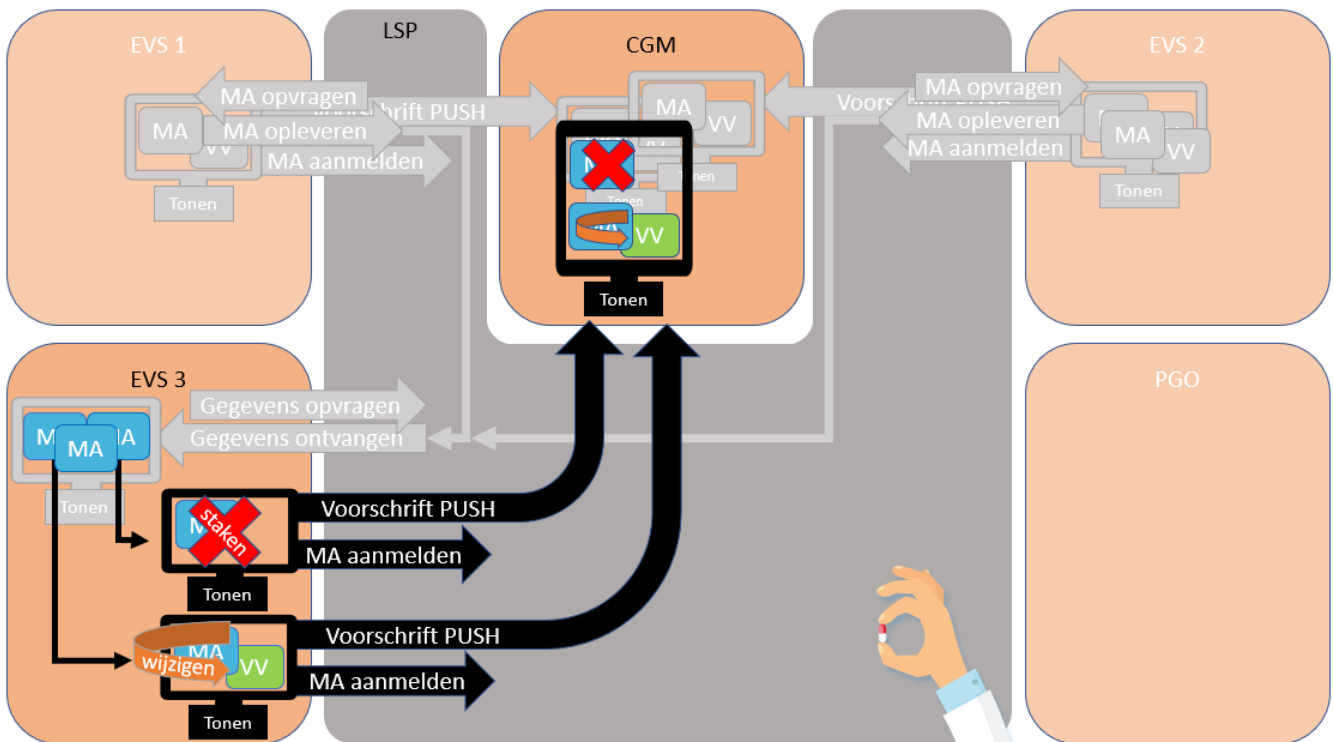 EVS 1
LSP
CGM
EVS 2
MA opvragen
Voorschrift PUSH
MA opleveren
MA aanmelden
MA
VV
Tonen
MA
VV
Tonen
Tonen
VV
Tonen
MA opvragen
MA opleveren
MA aanmelden
MA
VV
Tonen
EVS 3
PGO
Gegevens opvragen
Gegevens ontvangen
MA
Tonen
staken
Voorschrift PUSH
MA aanmelden
Tonen
MA
wijzigen
VV
Voorschrift PUSH
MA aanmelden
Tonen